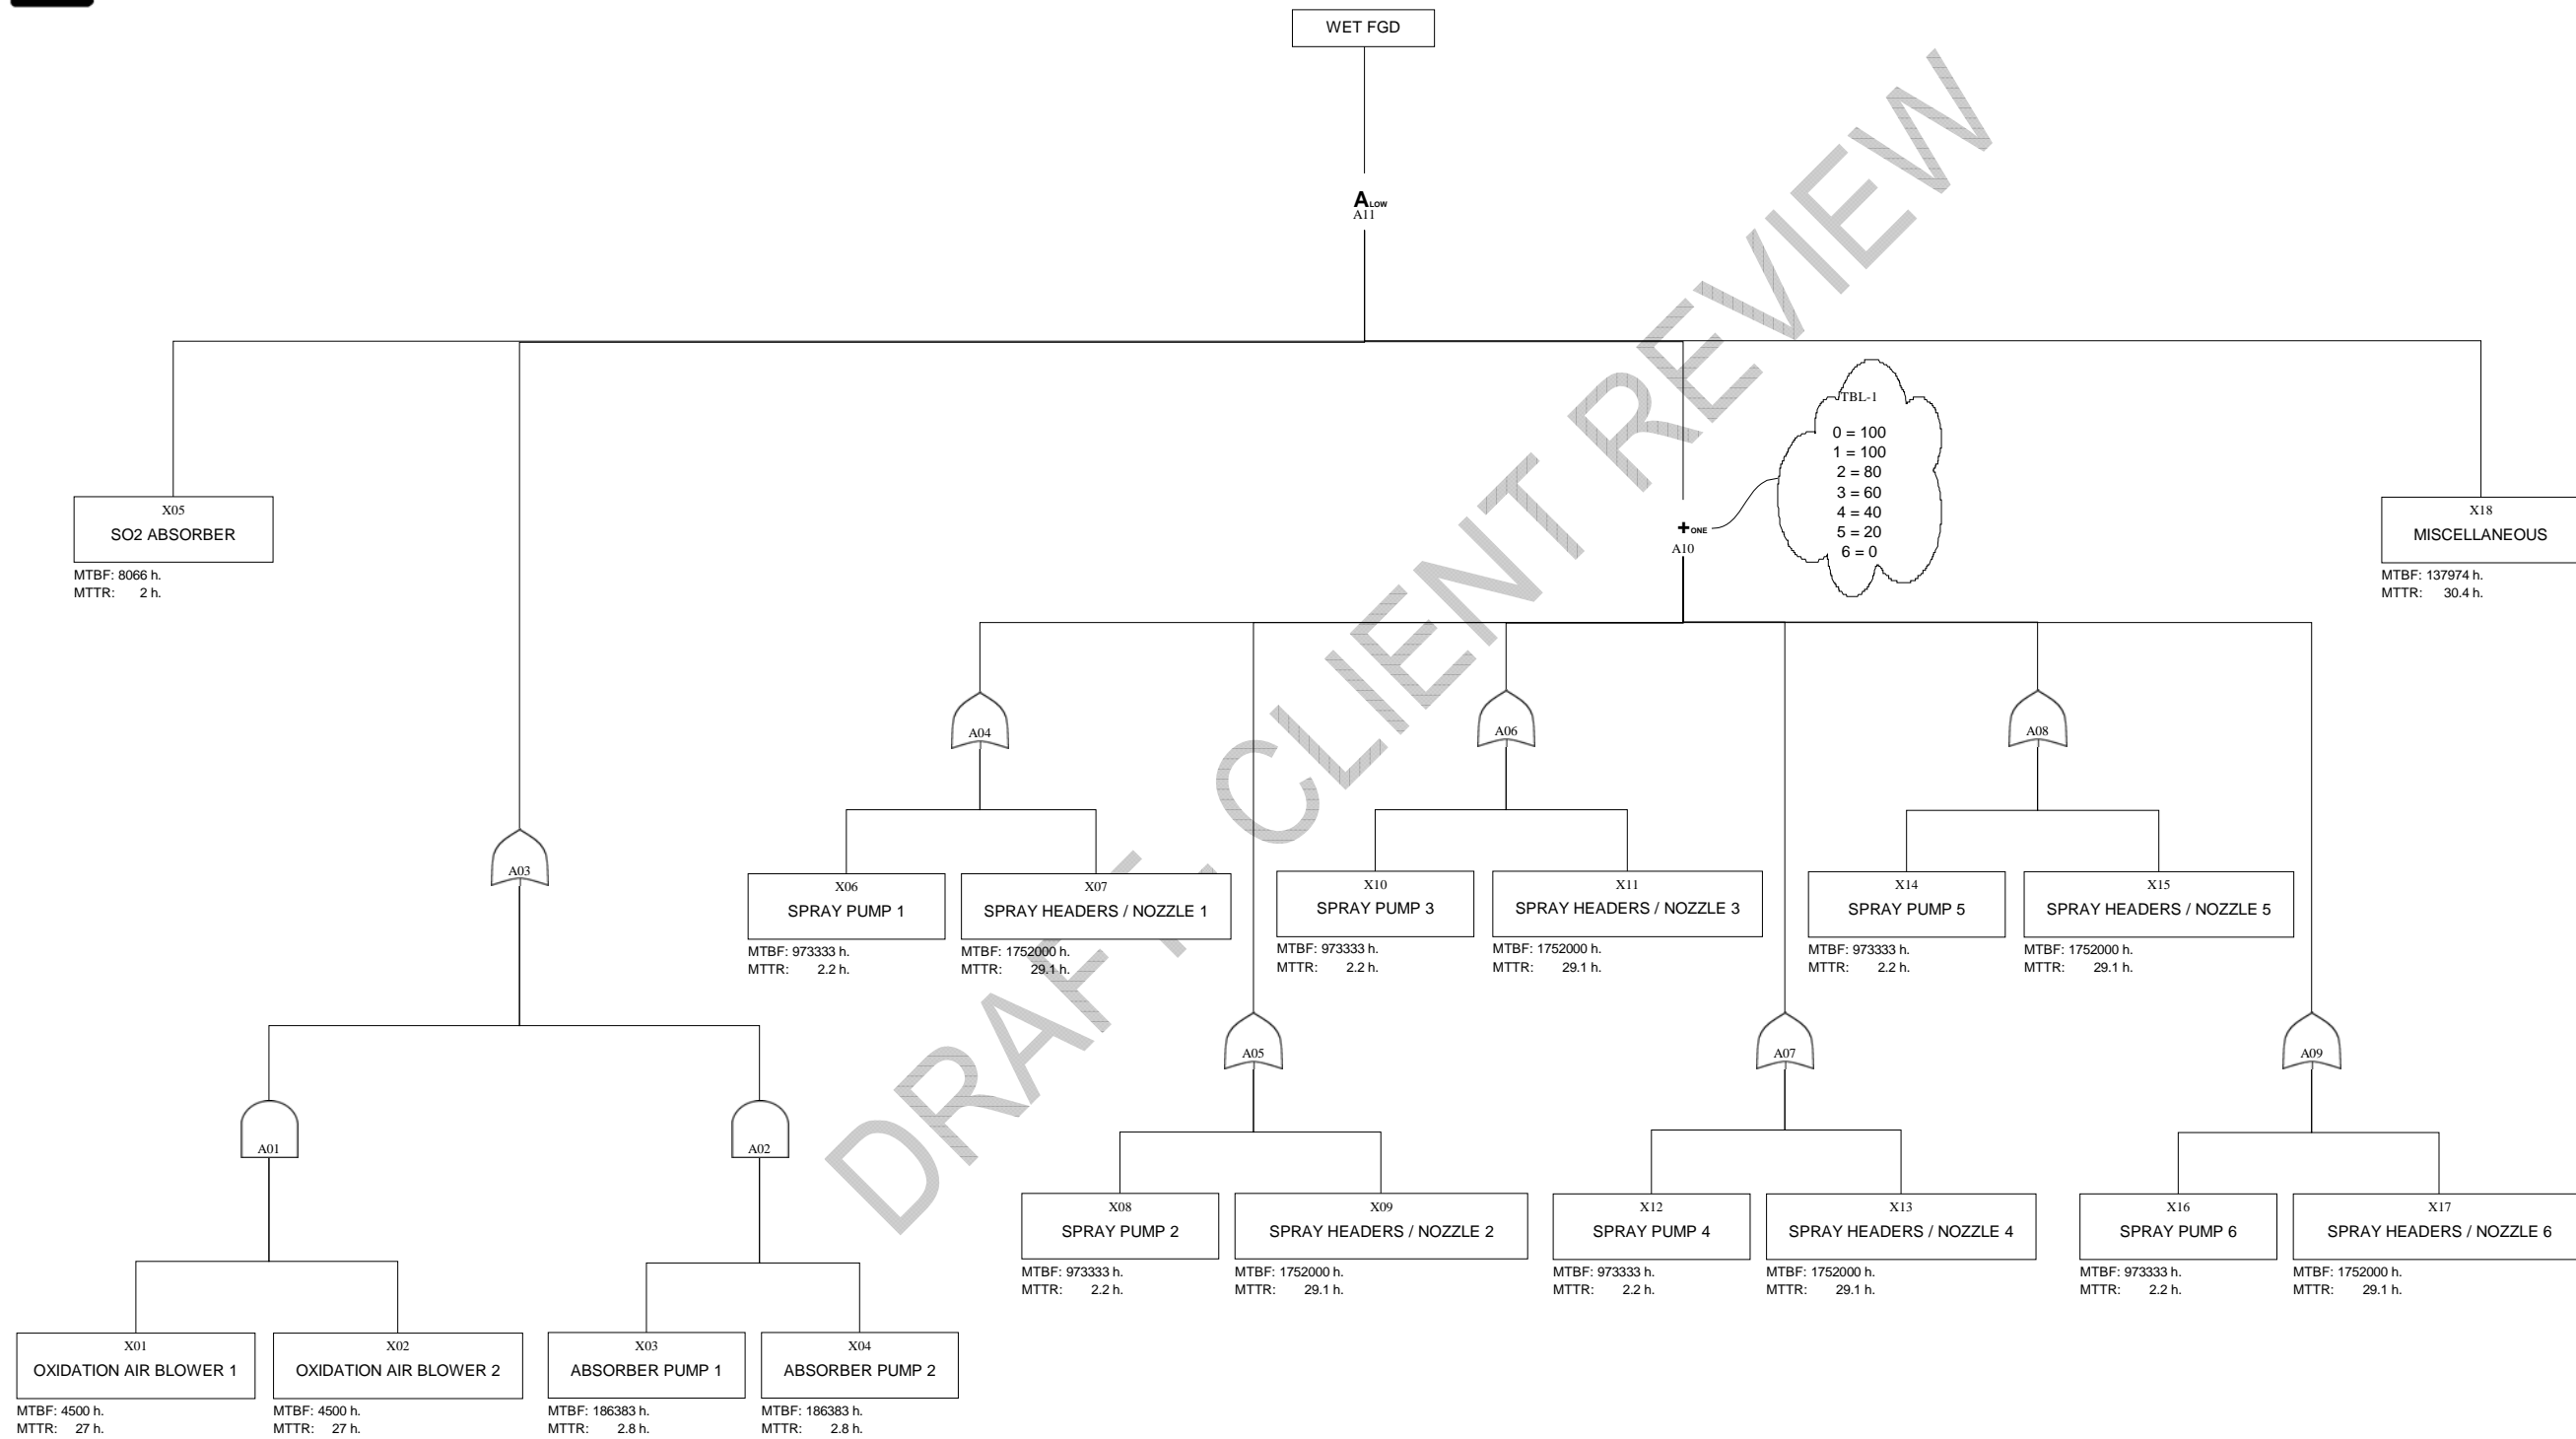 WET FGD
A LOW
A11
TBL-1
0 = 100
1 = 100
2 = 80
3 = 60
4 = 40
5 = 20
6 = 0
X05
SO2 ABSORBER
MTBF: 8066 h.
MTTR: 2 h.
+ ONE
A10
X18
MISCELLANEOUS
MTBF: 137974 h.
MTTR: 30.4 h.
A04
A06
A08
A03
X06
SPRAY PUMP 1
MTBF: 973333 h.
MTTR: 2.2 h.
X07
SPRAY HEADERS / NOZZLE 1
MTBF: 1752000 h.
MTTR: 29.1 h.
X10
SPRAY PUMP 3
MTBF: 973333 h.
MTTR: 2.2 h.
X11
SPRAY HEADERS / NOZZLE 3
MTBF: 1752000 h.
MTTR: 29.1 h.
X14
SPRAY PUMP 5
MTBF: 973333 h.
MTTR: 2.2 h.
X15
SPRAY HEADERS / NOZZLE 5
MTBF: 1752000 h.
MTTR: 29.1 h.
A05
A07
A09
A01
A02
X08
SPRAY PUMP 2
MTBF: 973333 h.
MTTR: 2.2 h.
X09
SPRAY HEADERS / NOZZLE 2
MTBF: 1752000 h.
MTTR: 29.1 h.
X12
SPRAY PUMP 4
MTBF: 973333 h.
MTTR: 2.2 h.
X13
SPRAY HEADERS / NOZZLE 4
MTBF: 1752000 h.
MTTR: 29.1 h.
X16
SPRAY PUMP 6
MTBF: 973333 h.
MTTR: 2.2 h.
X17
SPRAY HEADERS / NOZZLE 6
MTBF: 1752000 h.
MTTR: 29.1 h.
X01
OXIDATION AIR BLOWER 1
MTBF: 4500 h.
MTTR: 27 h.
X02
OXIDATION AIR BLOWER 2
MTBF: 4500 h.
MTTR: 27 h.
X03
ABSORBER PUMP 1
MTBF: 186383 h.
MTTR: 2.8 h.
X04
ABSORBER PUMP 2
MTBF: 186383 h.
MTTR: 2.8 h.
DRAFT - CLIENT REVIEW